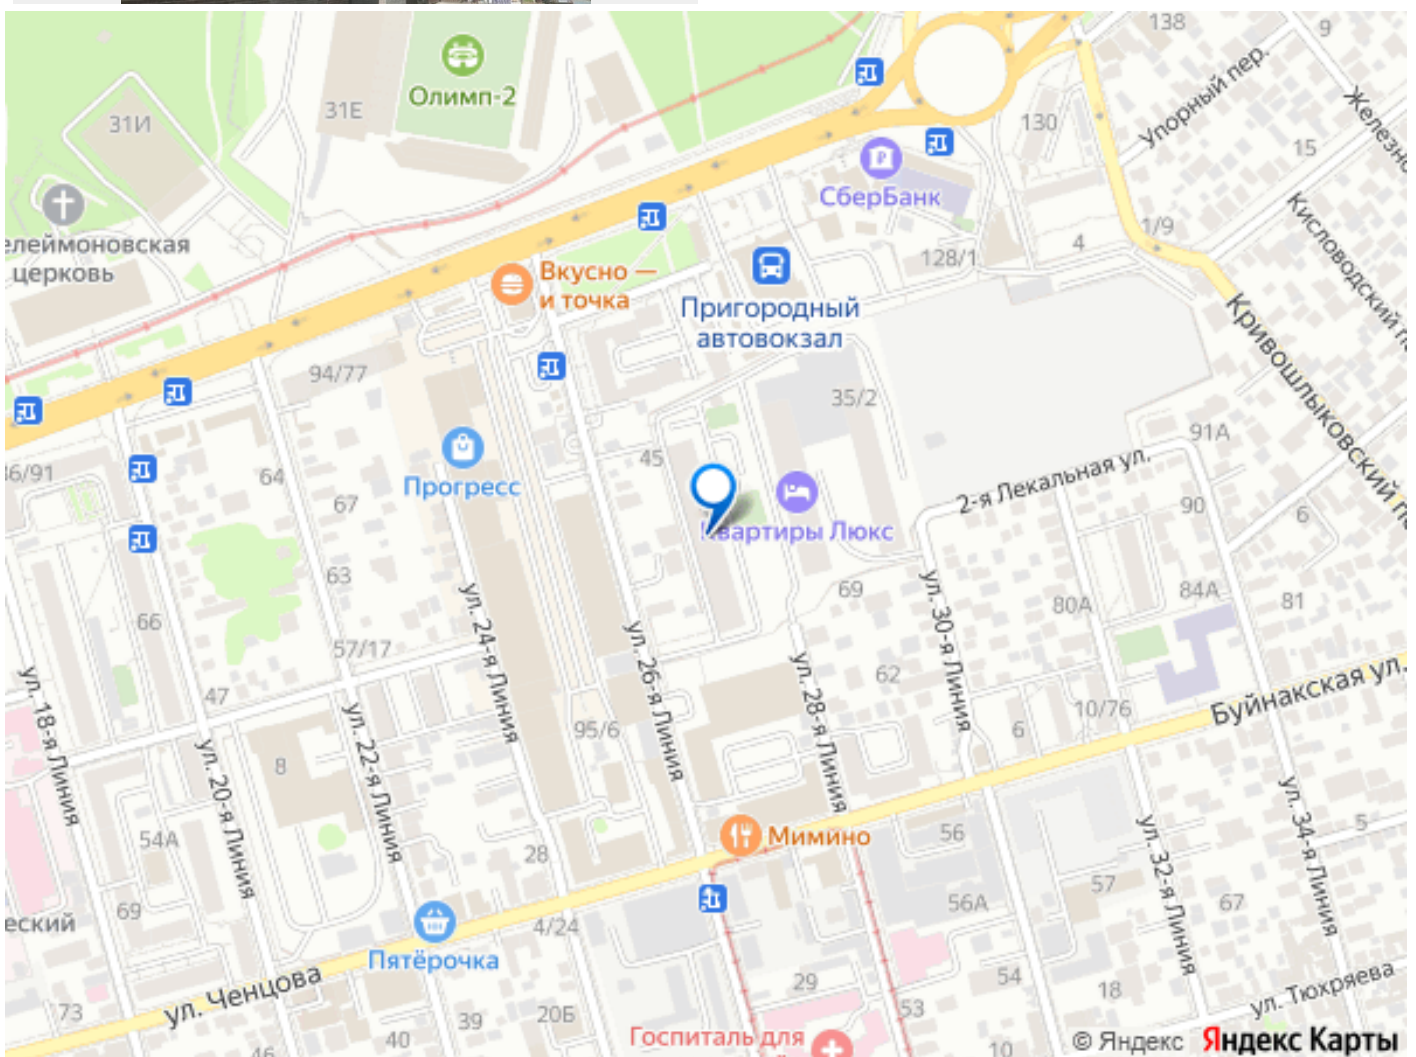 138
9
Упорный пер.
Железно
31И
31Е
Олимп-2
130
15
СберБанк
Кисловодский п
елеймоновская
церковь
4
1/9
128/1
Вкусно —
и точка
Пригородный
автовокзал
Кривошлыковский п
94/77
35/2
91А
36/91
64
67
Прогресс
45
2-я Лекальная ул.
90
6
Квартиры Люкс
63
69
80А
84А
81
66
57/17
ул. 24-я Линия
ул. 26-я Линия
ул. 28-я Линия
ул. 30-я Линия
62
47
ул. 18-я Линия
ул. 20-я Линия
ул. 22-я Линия
8
95/6
6
10/76
Буйнакская ул.
54А
28
Мимино
56
ул. 32-я Линия
ул. 34-я Линия
5
57
69
еский
4/24
56А
67
Пятёрочка
ул. Ченцова
73
46
40
39
20Б
29
53
54
18
ул. Тюхряева
Госпиталь для
10
© Яндекс Яндекс Карты